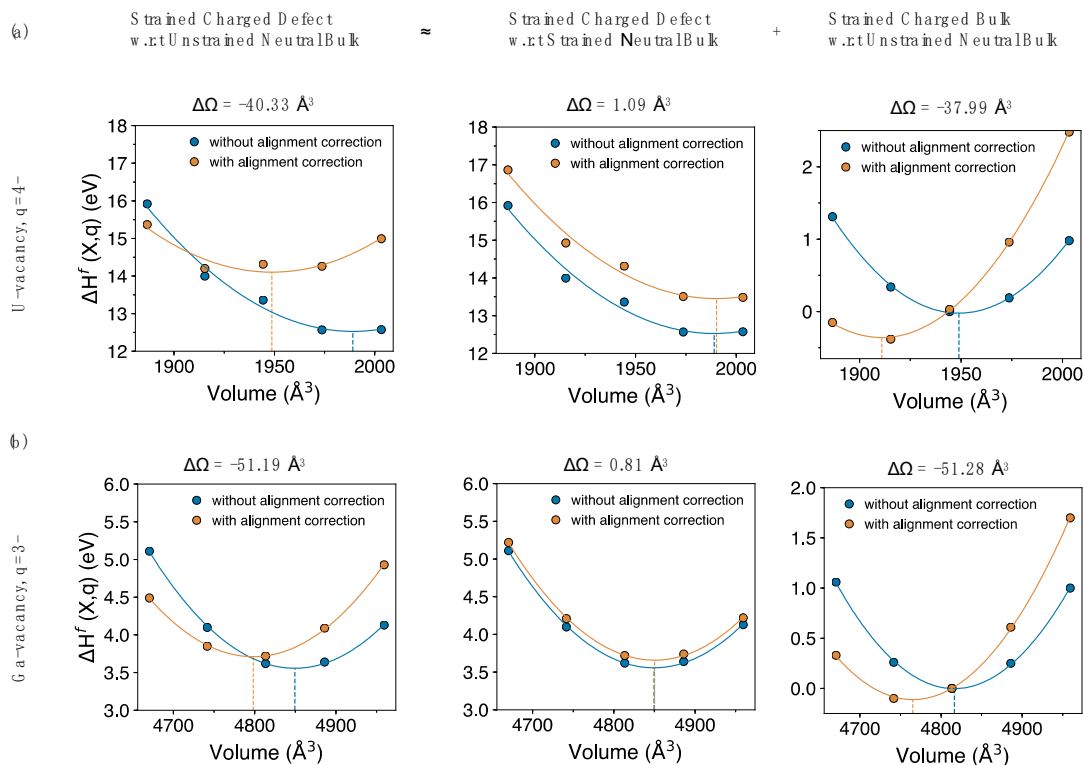 (a)
Strained Charged Defect
w.r.t Unstrained Neutral Bulk
≈
Strained Charged Defect
w.r.t Strained Neutral Bulk
+
Strained Charged Bulk
w.r.t Unstrained Neutral Bulk
U-vacancy, q=4-
ΔΩ = -40.33 Å³
18
17
16
15
14
13
12
ΔHᶠ (X,q) (eV)
without alignment correction
with alignment correction
1900
1950
2000
Volume (Å³)
ΔΩ = 1.09 Å³
18
17
16
15
14
13
12
without alignment correction
with alignment correction
1900
1950
2000
Volume (Å³)
ΔΩ = -37.99 Å³
2
1
0
without alignment correction
with alignment correction
1900
1950
2000
Volume (Å³)
(b)
Ga-vacancy, q=3-
ΔΩ = -51.19 Å³
6.0
5.5
5.0
4.5
4.0
3.5
3.0
ΔHᶠ (X,q) (eV)
without alignment correction
with alignment correction
4700
4800
4900
Volume (Å³)
ΔΩ = 0.81 Å³
6.0
5.5
5.0
4.5
4.0
3.5
3.0
without alignment correction
with alignment correction
4700
4800
4900
Volume (Å³)
ΔΩ = -51.28 Å³
2.0
1.5
1.0
0.5
0.0
without alignment correction
with alignment correction
4700
4800
4900
Volume (Å³)